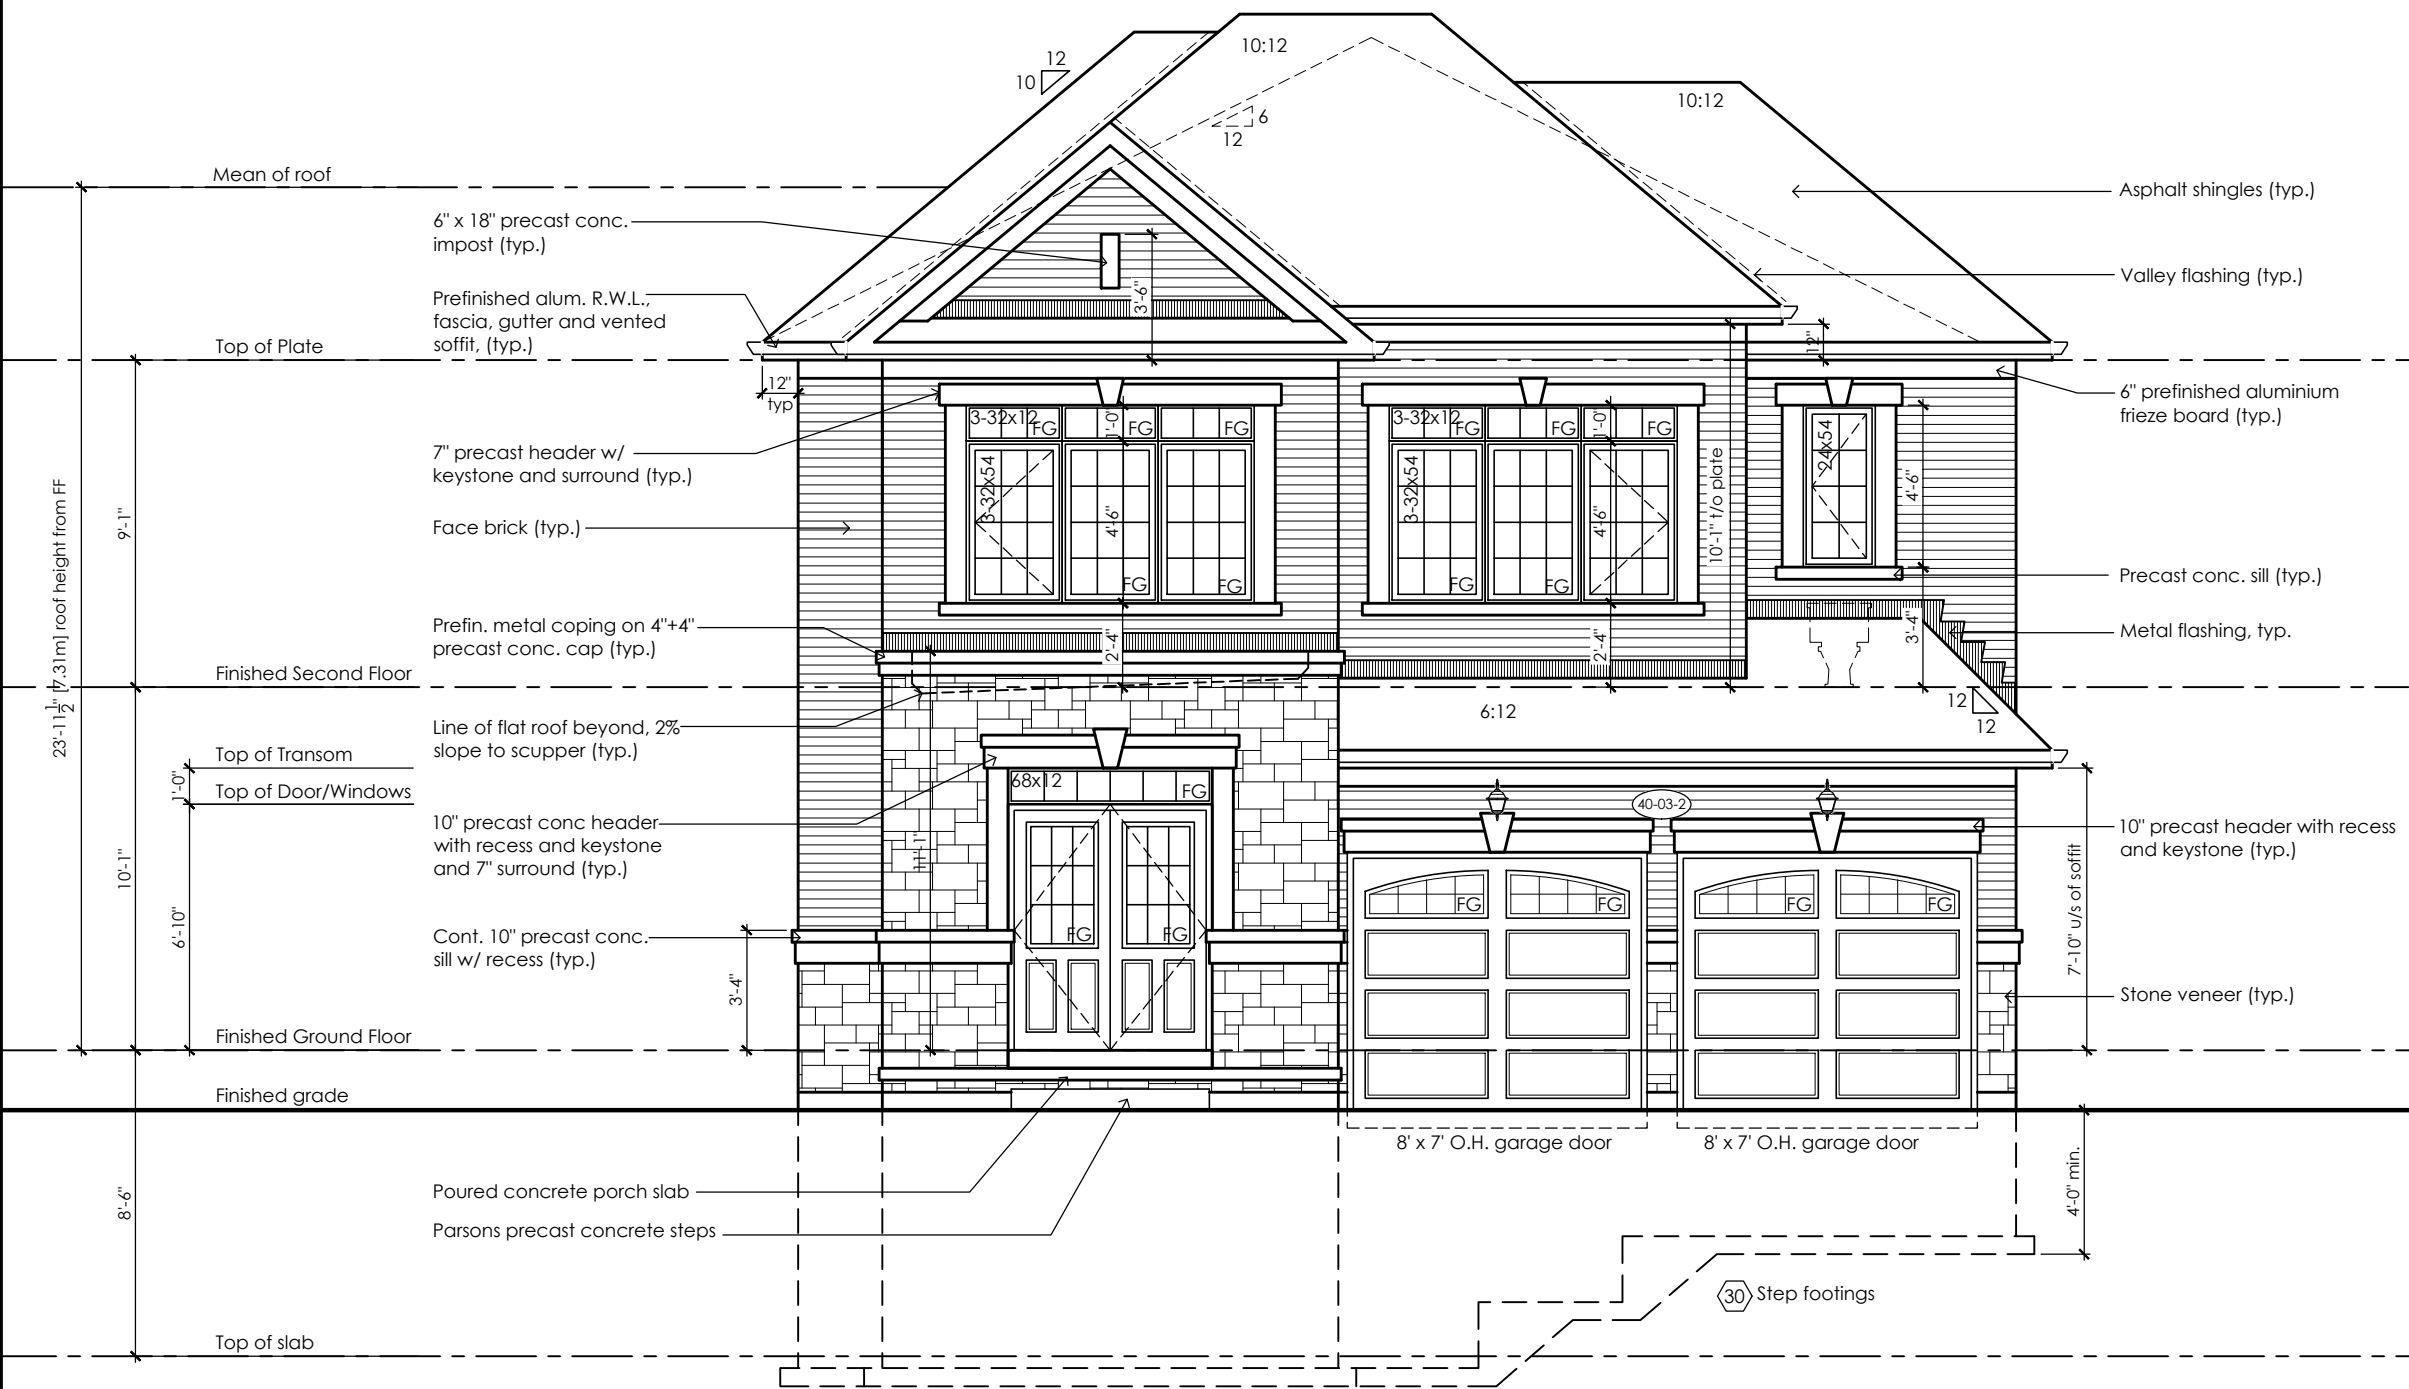 10:12
12
10
10:12
6
12
Mean of roof
Asphalt shingles (typ.)
6" x 18" precast conc.
impost (typ.)
Valley flashing (typ.)
3'-6"
Prefinished alum. R.W.L.,
fascia, gutter and vented
soffit, (typ.)
Top of Plate
12"
12"
typ
6" prefinished aluminium
frieze board (typ.)
3-32x12
FG
1'-0"
FG
FG
3-32x12
FG
FG
1'-0"
FG
24x54
4'-6"
7" precast header w/
keystone and surround (typ.)
3-32x54
4'-6"
FG
FG
3-32x54
FG
FG
4'-6"
10'-1" t/o plate
23'-11 1/2" [7.31m] roof height from FF
9'-1"
Face brick (typ.)
Precast conc. sill (typ.)
Prefin. metal coping on 4"+4"
precast conc. cap (typ.)
2'-4"
2'-4"
3'-4"
Metal flashing, typ.
Finished Second Floor
12
12
6:12
Line of flat roof beyond, 2%
slope to scupper (typ.)
Top of Transom
1'-0"
Top of Door/Windows
68x12
FG
40-03-2
10" precast conc header
with recess and keystone
and 7" surround (typ.)
11'-1"
10" precast header with recess
and keystone (typ.)
10'-1"
6'-10"
FG
FG
FG
FG
FG
FG
7'-10" u/s of soffit
Cont. 10" precast conc.
sill w/ recess (typ.)
3'-4"
Stone veneer (typ.)
Finished Ground Floor
Finished grade
8' x 7' O.H. garage door
8' x 7' O.H. garage door
8'-6"
4'-0" min.
Poured concrete porch slab
Parsons precast concrete steps
30
Step footings
Top of slab